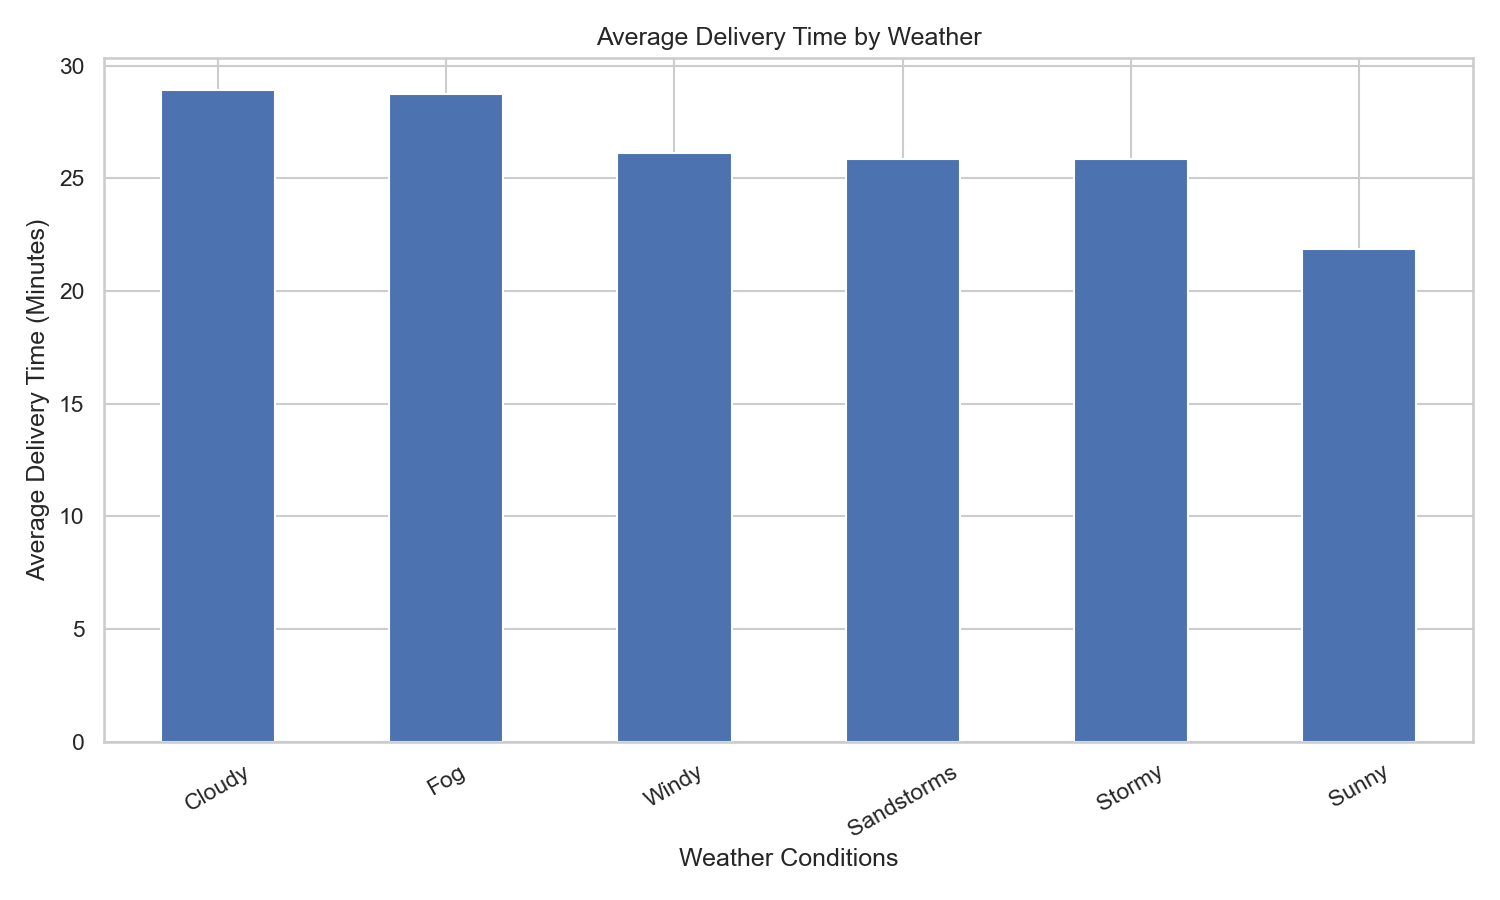 Average Delivery Time by Weather
Average Delivery Time (Minutes)
30
25
20
15
10
5
0
Cloudy
Fog
Windy
Sandstorms
Stormy
Sunny
Weather Conditions